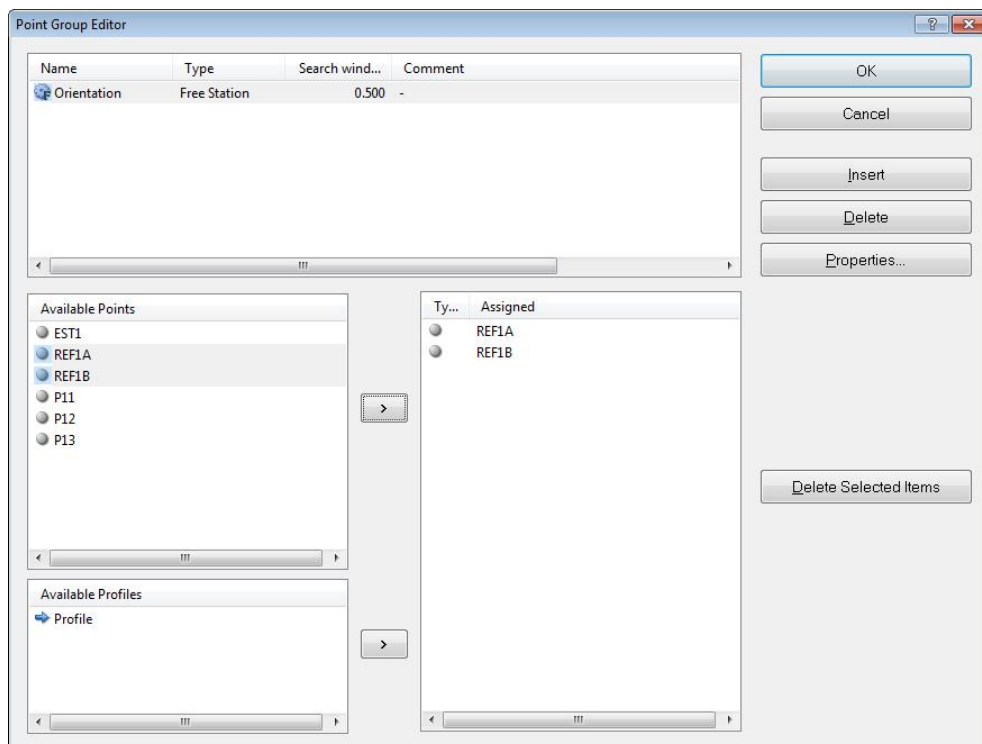 Point Group Editor
Name Type Search wind... Comment
Orientation Free Station 0.500 -
OK
Cancel
Insert
Delete
Properties...
Available Points
EST1
REF1A
REF1B
P11
P12
P13
>
Ty... Assigned
REF1A
REF1B
Delete Selected Items
Available Profiles
Profile
>